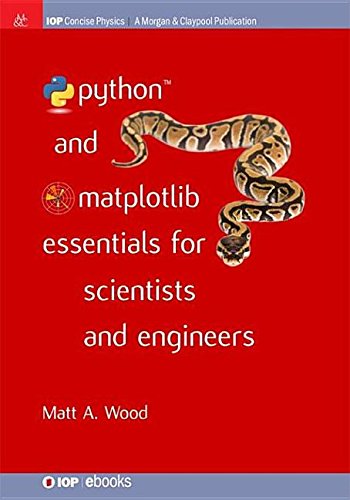 M&C IOP Concise Physics | A Morgan & Claypool Publication
python™
and
matplotlib
essentials for
scientists
and engineers
Matt A. Wood
IOP | ebooks